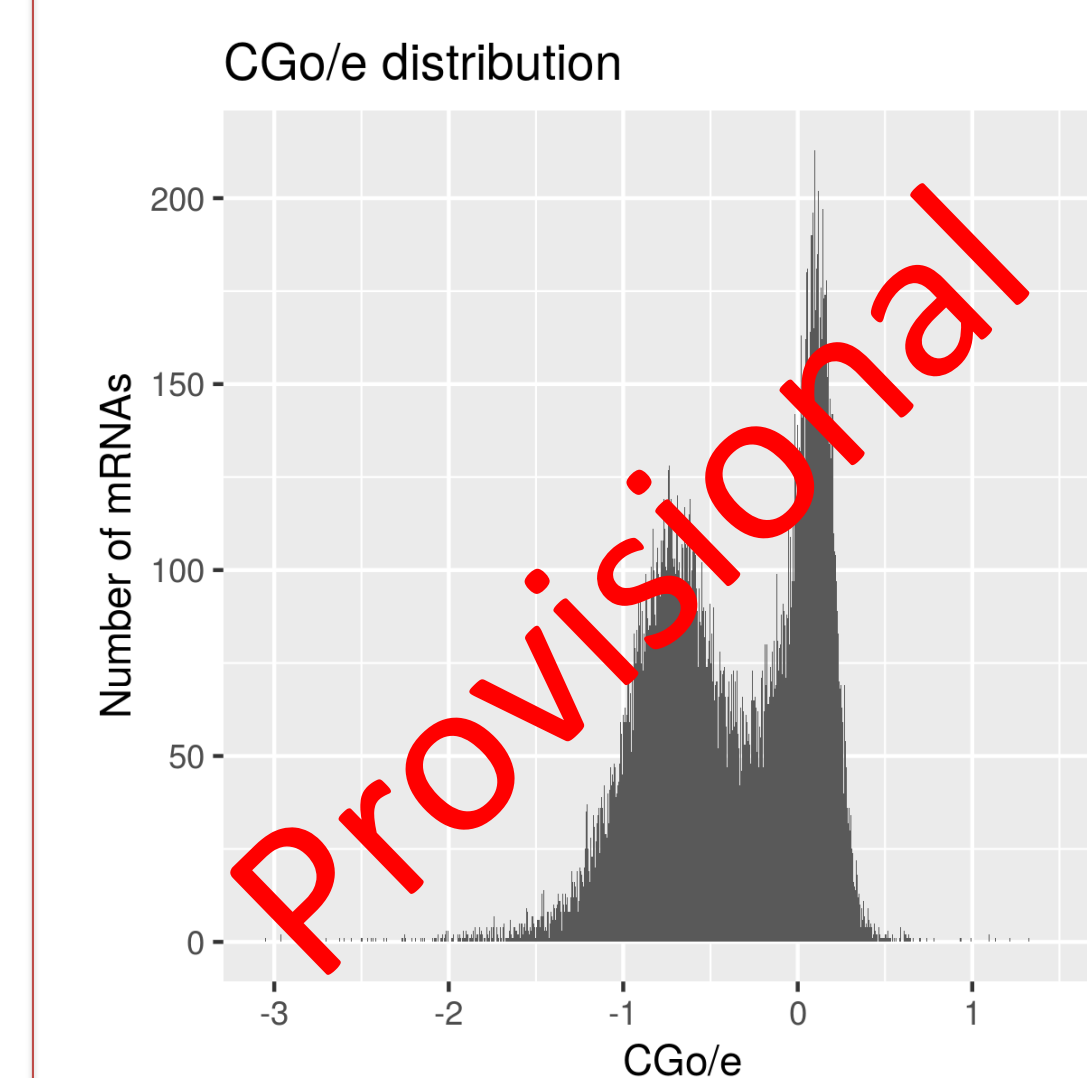 CGo/e distribution
200
150
100
50
0
Number of mRNAs
-3 -2 -1 0 1
CGo/e
Provisional